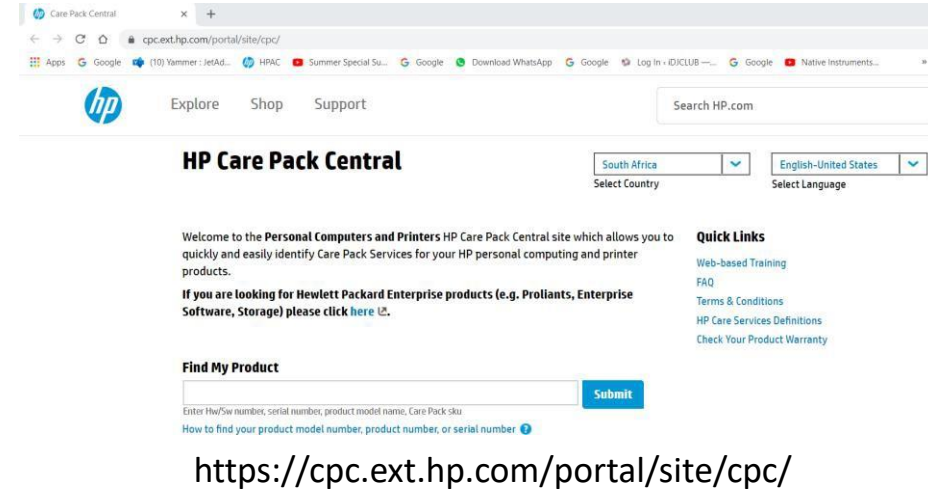 Care Pack Central
cpc.ext.hp.com/portal/site/cpc/
Apps Google (10) Yammer : JetAd... HPAC Summer Special Su... Google Download WhatsApp Google Log In ‹ iDJCLUB —... Google Native Instruments... »
hp Explore Shop Support Search HP.com
HP Care Pack Central
South Africa English-United States
Select Country Select Language
Welcome to the Personal Computers and Printers HP Care Pack Central site which allows you to
quickly and easily identify Care Pack Services for your HP personal computing and printer
products.
If you are looking for Hewlett Packard Enterprise products (e.g. Proliants, Enterprise
Software, Storage) please click here.
Quick Links
Web-based Training
FAQ
Terms & Conditions
HP Care Services Definitions
Check Your Product Warranty
Find My Product
Submit
Enter Hw/Sw number, serial number, product model name, Care Pack sku
How to find your product model number, product number, or serial number ?
https://cpc.ext.hp.com/portal/site/cpc/